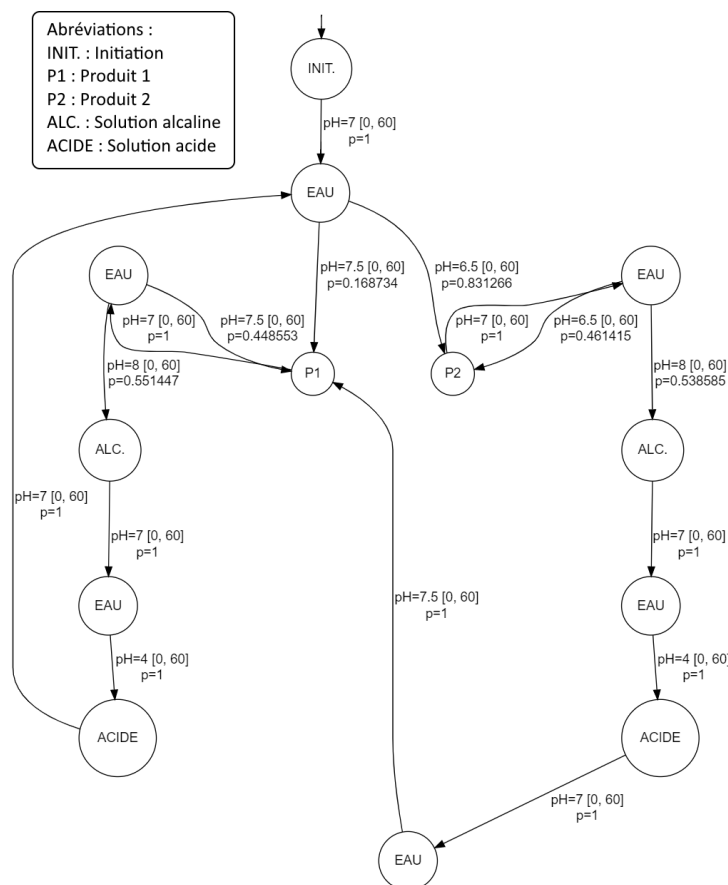 Abréviations :
INIT. : Initiation
P1 : Produit 1
P2 : Produit 2
ALC. : Solution alcaline
ACIDE : Solution acide
INIT.
pH=7 [0, 60]
p=1
EAU
pH=7.5 [0, 60]
p=0.168734
pH=6.5 [0, 60]
p=0.831266
EAU
EAU
pH=7 [0, 60]
p=1
pH=7.5 [0, 60]
p=0.448553
pH=7 [0, 60]
p=1
pH=6.5 [0, 60]
p=0.461415
pH=8 [0, 60]
p=0.551447
P1
P2
pH=8 [0, 60]
p=0.538585
ALC.
ALC.
pH=7 [0, 60]
p=1
pH=7 [0, 60]
p=1
pH=7 [0, 60]
p=1
EAU
pH=7.5 [0, 60]
p=1
EAU
pH=4 [0, 60]
p=1
pH=4 [0, 60]
p=1
ACIDE
ACIDE
pH=7 [0, 60]
p=1
EAU